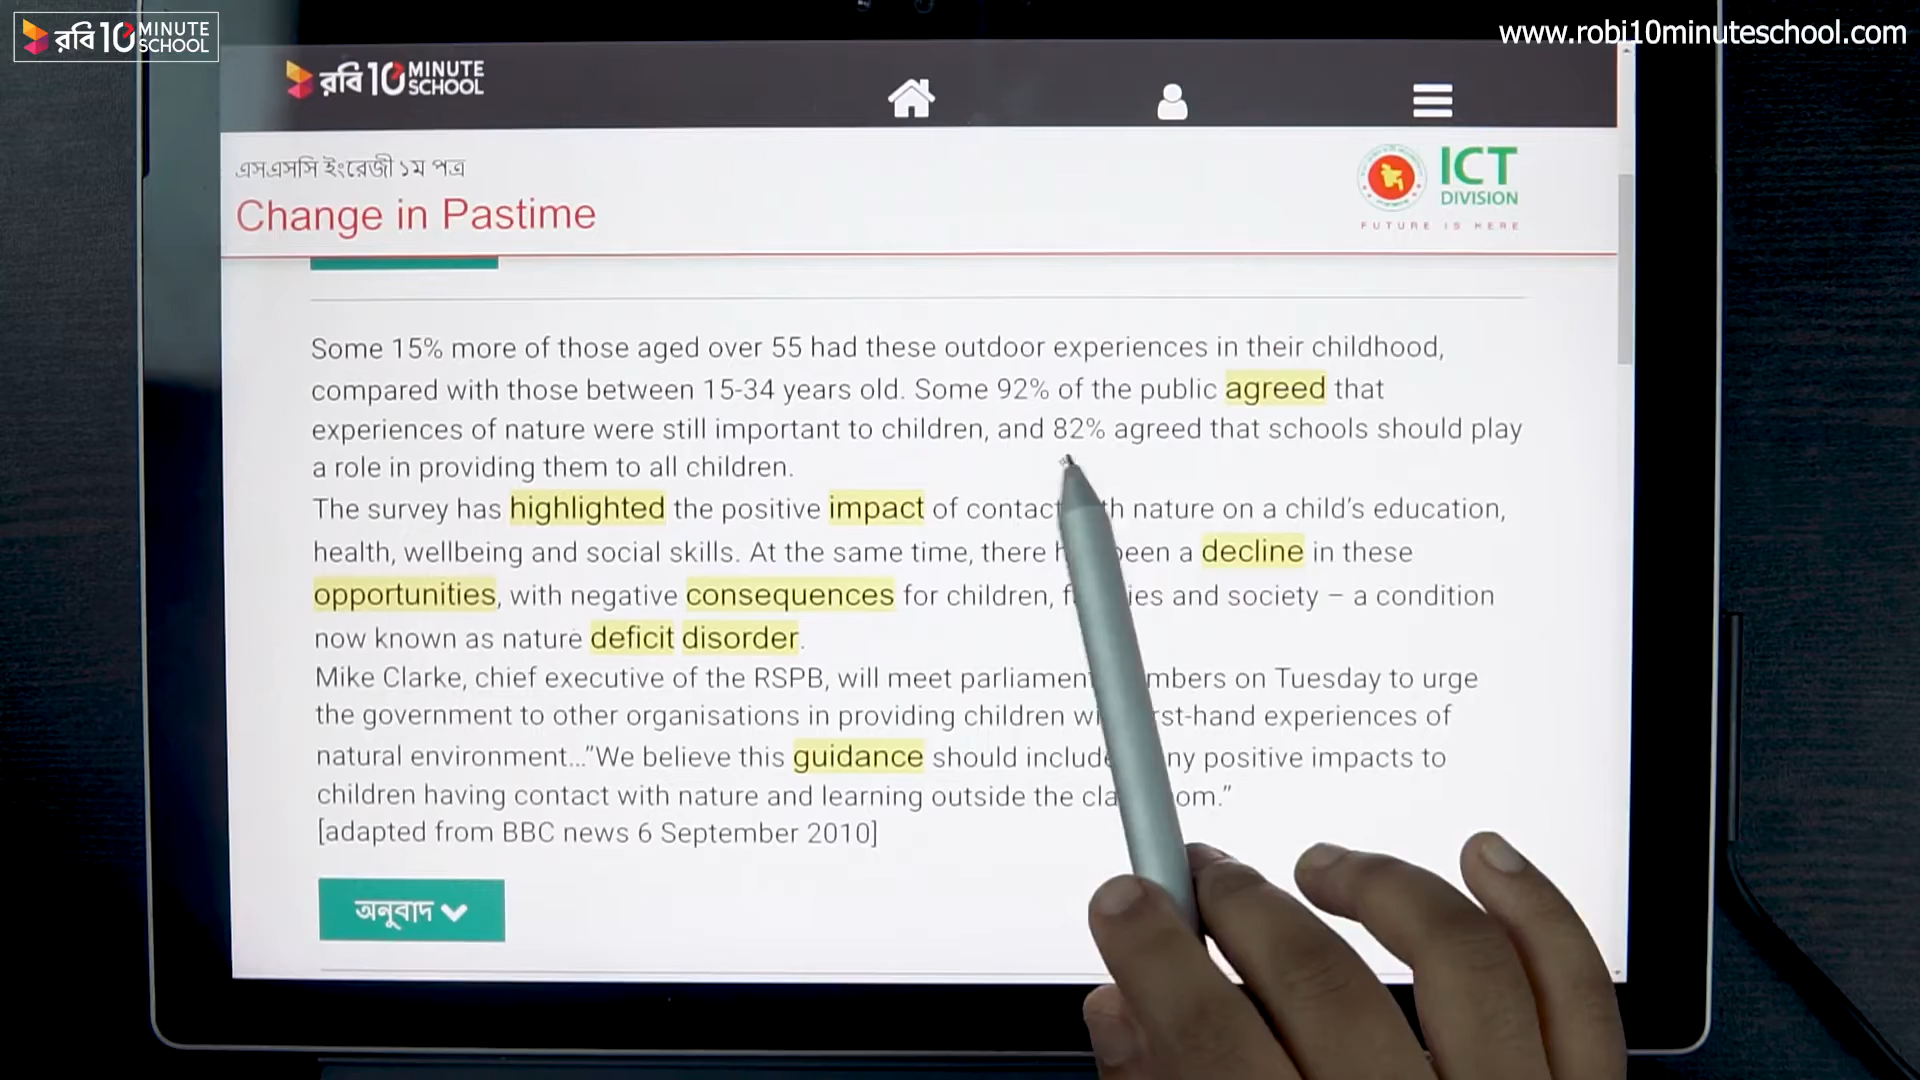 রবি 10 MINUTE SCHOOL
www.robi10minuteschool.com
রবি 10 MINUTE SCHOOL
এসএসসি ইংরেজী ১ম পত্র
Change in Pastime
ICT
DIVISION
FUTURE IS HERE
Some 15% more of those aged over 55 had these outdoor experiences in their childhood,
compared with those between 15-34 years old. Some 92% of the public agreed that
experiences of nature were still important to children, and 82% agreed that schools should play
a role in providing them to all children.
The survey has highlighted the positive impact of contact nature on a child's education,
health, wellbeing and social skills. At the same time, there been a decline in these
opportunities, with negative consequences for children, and society – a condition
now known as nature deficit disorder.
Mike Clarke, chief executive of the RSPB, will meet parliament on Tuesday to urge
the government to other organisations in providing children experiences of
natural environment..."We believe this guidance should include positive impacts to
children having contact with nature and learning outside the
[adapted from BBC news 6 September 2010]
অনুবাদ